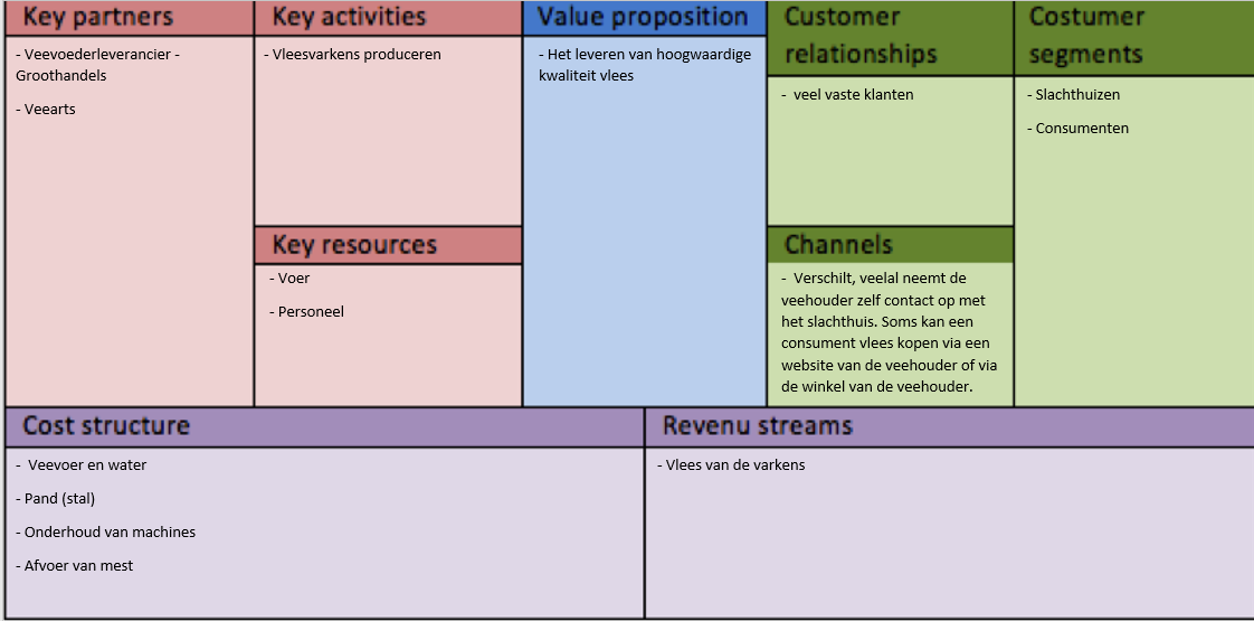 Key partners
- Veevoederleverancier -
Groothandels
- Veearts
Key activities
- Vleesvarkens produceren
Key resources
- Voer
- Personeel
Value proposition
- Het leveren van hoogwaardige
kwaliteit vlees
Customer
relationships
- veel vaste klanten
Channels
- Verschilt, veelal neemt de
veehouder zelf contact op met
het slachthuis. Soms kan een
consument vlees kopen via een
website van de veehouder of via
de winkel van de veehouder.
Costumer
segments
- Slachthuizen
- Consumenten
Cost structure
- Veevoer en water
- Pand (stal)
- Onderhoud van machines
- Afvoer van mest
Revenu streams
- Vlees van de varkens